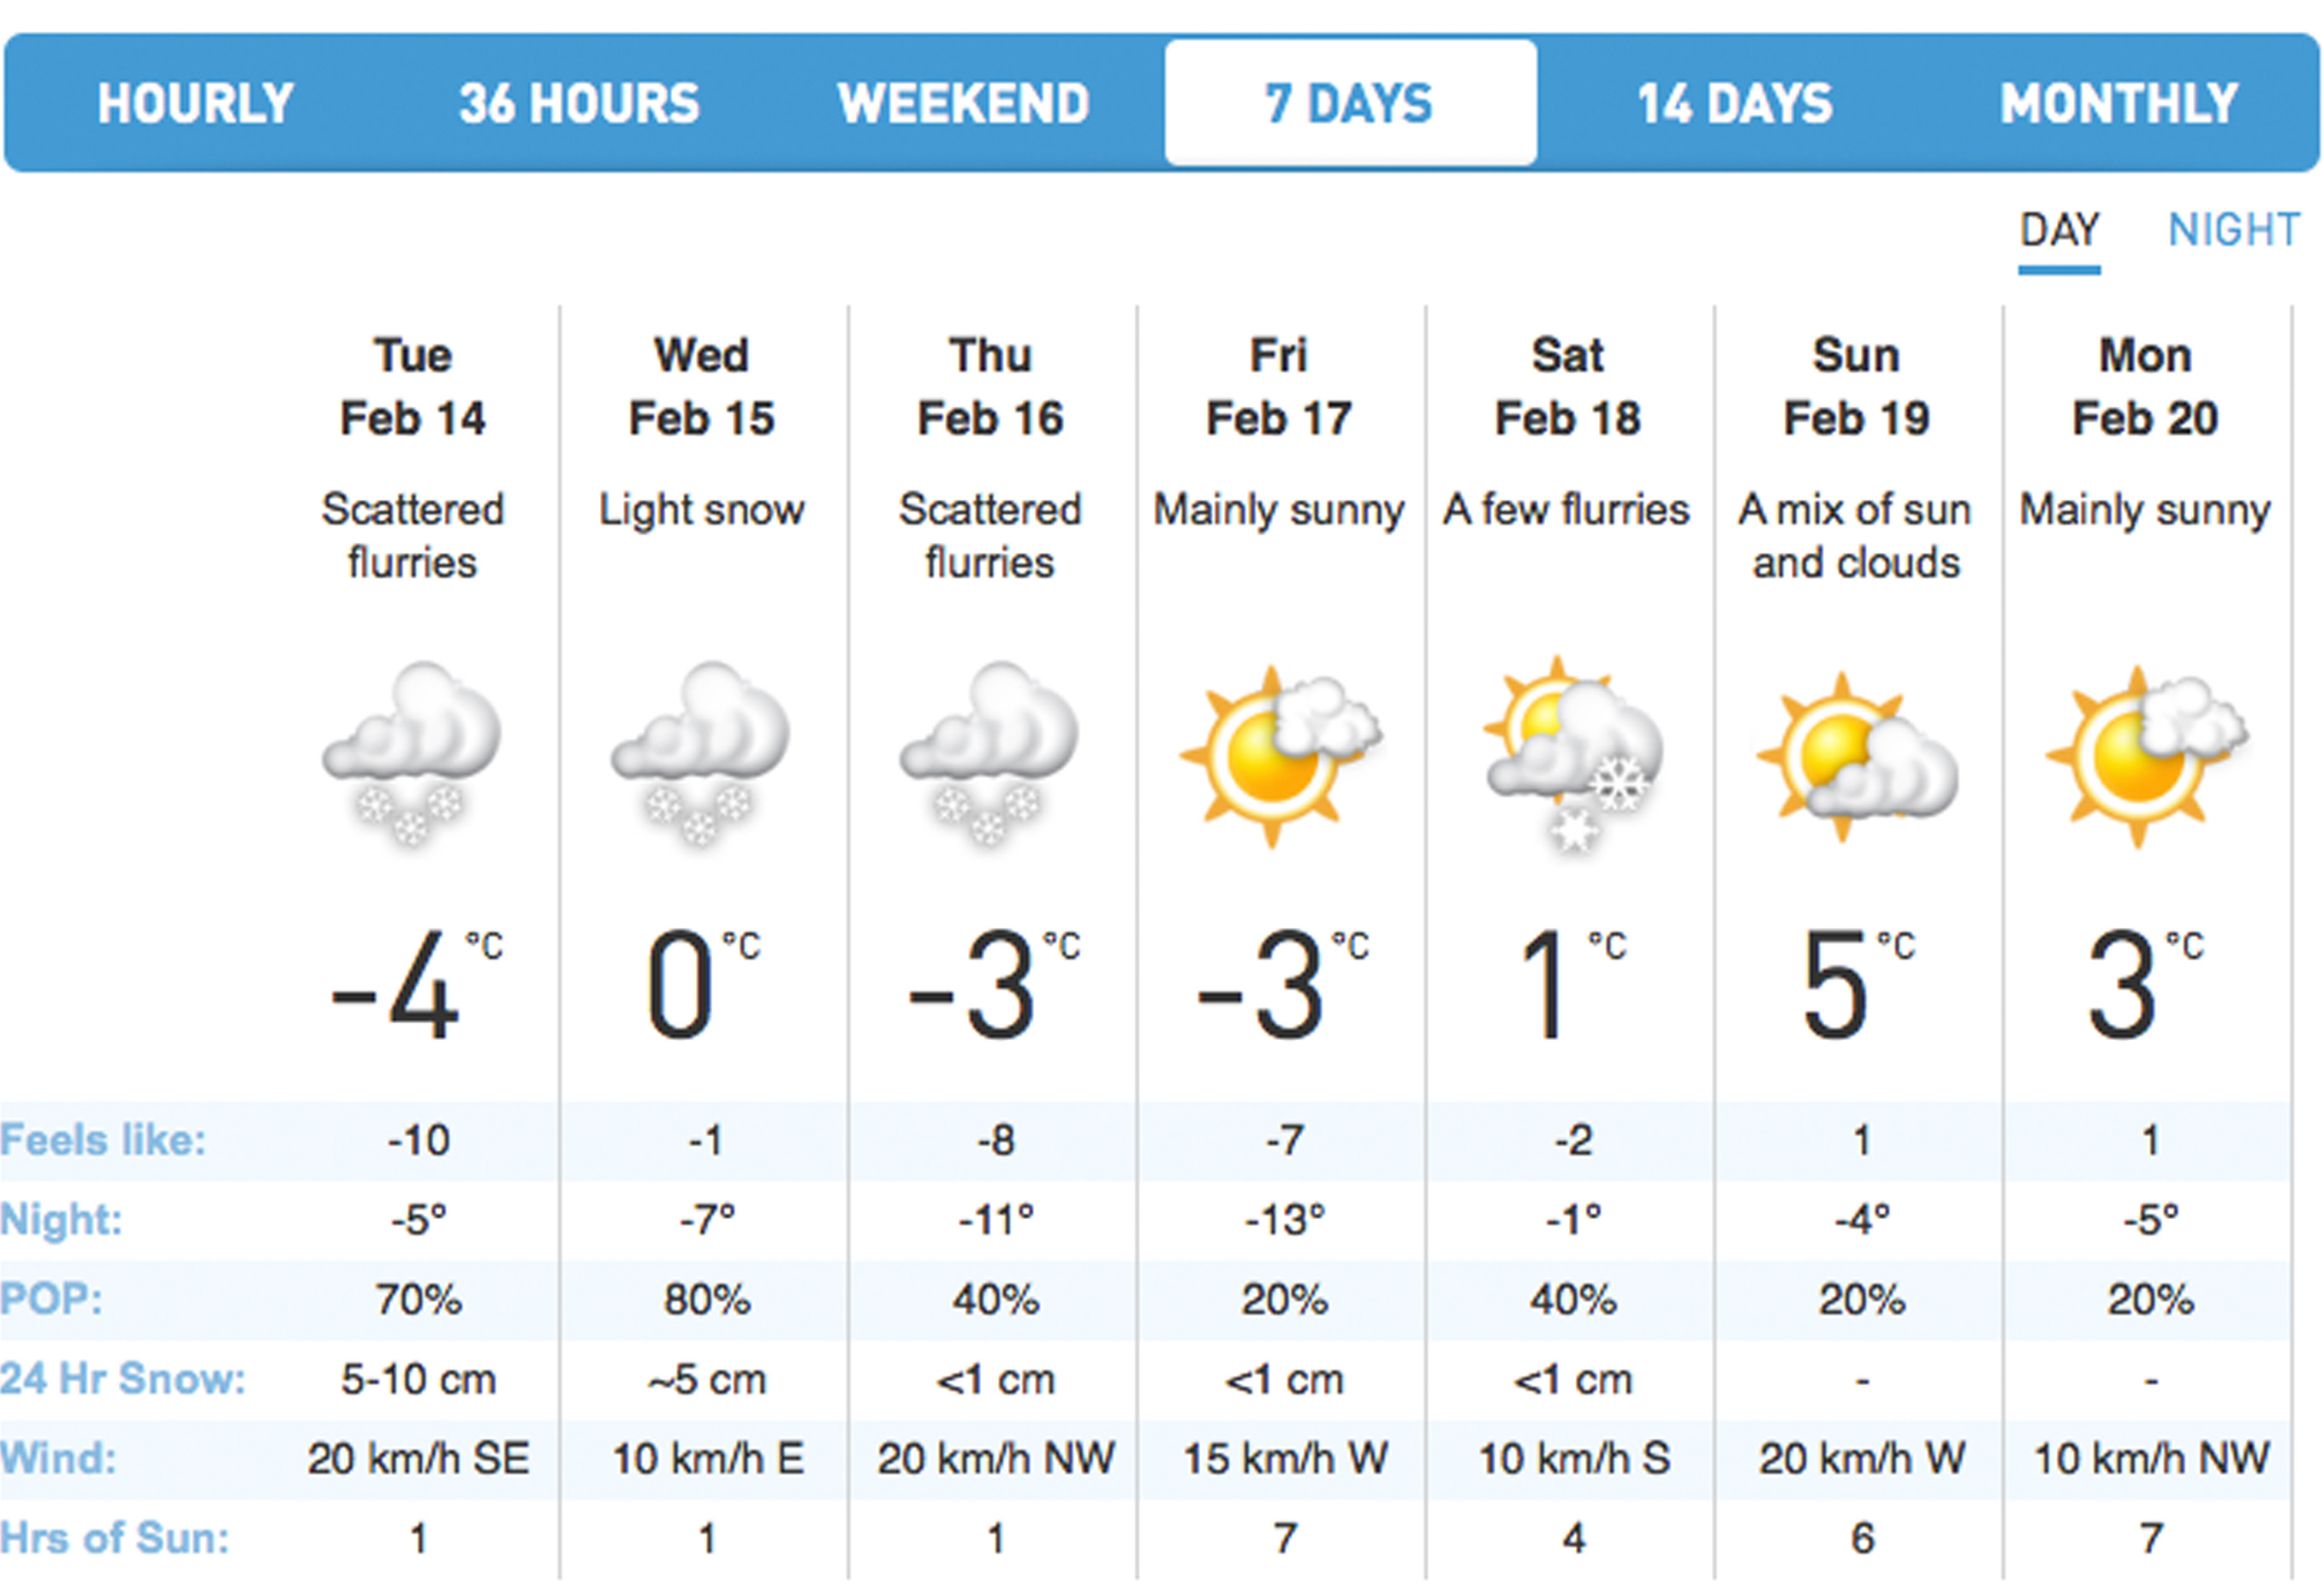 HOURLY 36 HOURS WEEKEND 7 DAYS 14 DAYS MONTHLY
DAY NIGHT
Tue Wed Thu Fri Sat Sun Mon
Feb 14 Feb 15 Feb 16 Feb 17 Feb 18 Feb 19 Feb 20
Scattered Light snow Scattered Mainly sunny A few flurries A mix of sun Mainly sunny
flurries flurries and clouds
-4 °C 0 °C -3 °C -3 °C 1 °C 5 °C 3 °C
Feels like: -10 -1 -8 -7 -2 1 1
Night: -5° -7° -11° -13° -1° -4° -5°
POP: 70% 80% 40% 20% 40% 20% 20%
24 Hr Snow: 5-10 cm ~5 cm <1 cm <1 cm <1 cm - -
Wind: 20 km/h SE 10 km/h E 20 km/h NW 15 km/h W 10 km/h S 20 km/h W 10 km/h NW
Hrs of Sun: 1 1 1 7 4 6 7